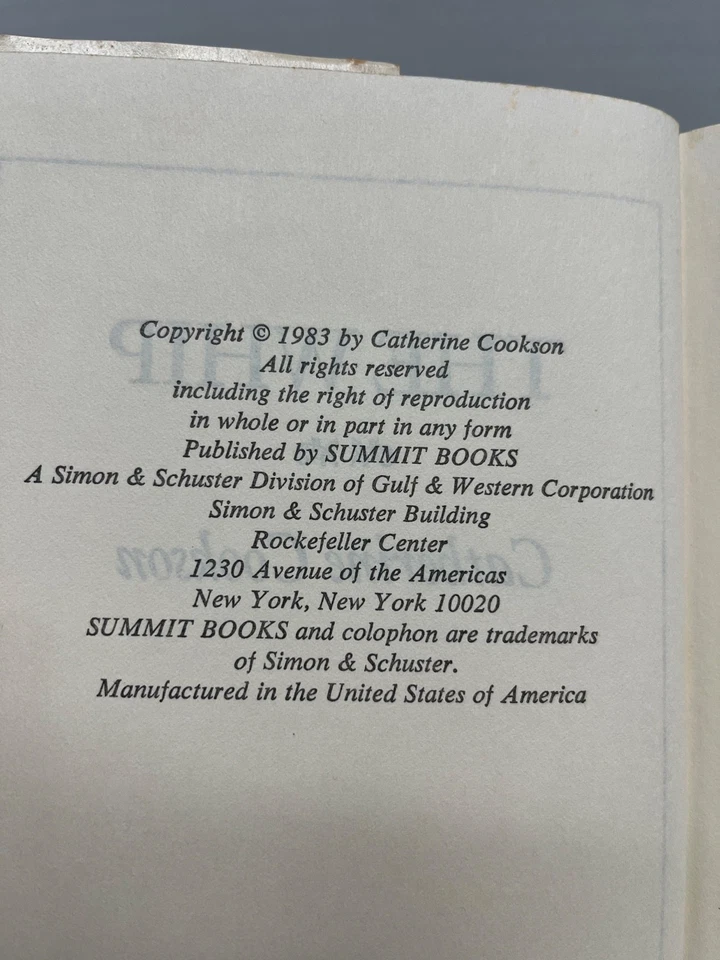 Copyright © 1983 by Catherine Cookson
All rights reserved
including the right of reproduction
in whole or in part in any form
Published by SUMMIT BOOKS
A Simon & Schuster Division of Gulf & Western Corporation
Simon & Schuster Building
Rockefeller Center
1230 Avenue of the Americas
New York, New York 10020
SUMMIT BOOKS and colophon are trademarks
of Simon & Schuster.
Manufactured in the United States of America